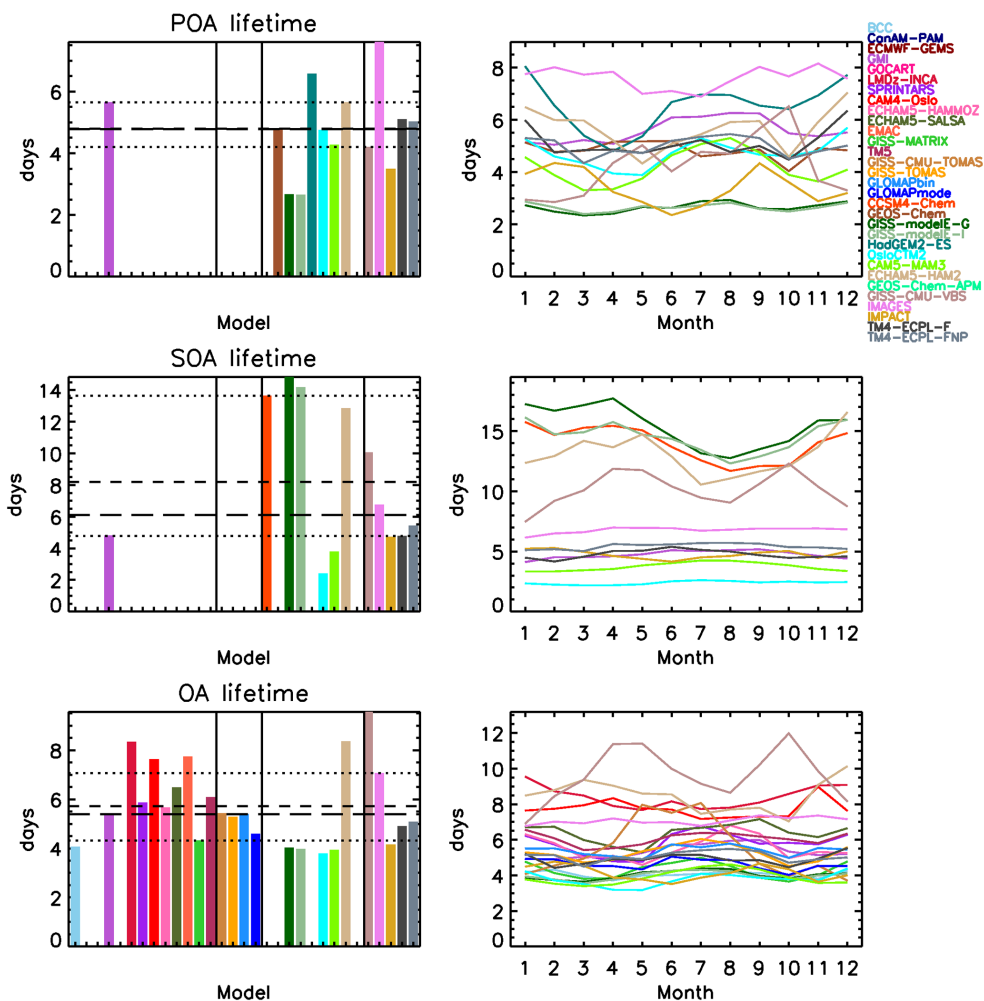 POA lifetime
days
0
2
4
6
Model
days
0
2
4
6
8
1 2 3 4 5 6 7 8 9 10 11 12
Month
BCC
CanAM-PAM
ECMWF-GEMS
GMI
GOCART
LMDz-INCA
SPRINTARS
CAM4-Oslo
ECHAM5-HAMMOZ
ECHAM5-SALSA
EMAC
GISS-MATRIX
TM5
GISS-CMU-TOMAS
GISS-TOMAS
GLOMAPbin
GLOMAPmode
CCSM4-Chem
GEOS-Chem
GISS-modelE-G
GISS-modelE-I
HadGEM2-ES
OsloCTM2
CAM5-MAM3
ECHAM5-HAM2
GEOS-Chem-APM
GISS-CMU-VBS
IMAGES
IMPACT
TM4-ECPL-F
TM4-ECPL-FNP
SOA lifetime
days
0
2
4
6
8
10
12
14
Model
days
0
5
10
15
1 2 3 4 5 6 7 8 9 10 11 12
Month
OA lifetime
days
0
2
4
6
8
Model
days
0
2
4
6
8
10
12
1 2 3 4 5 6 7 8 9 10 11 12
Month